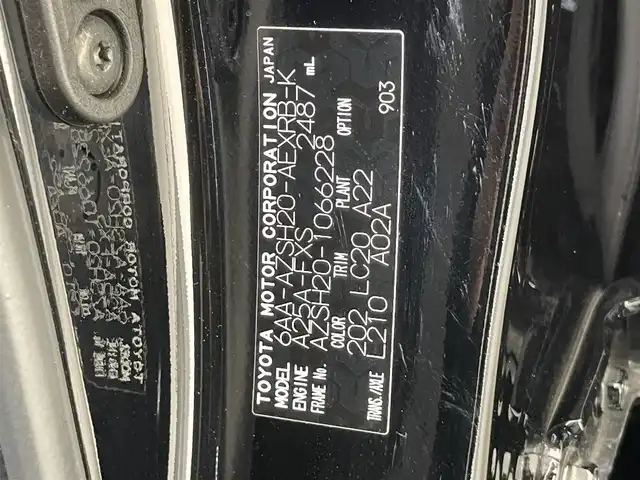 TOYOTA MOTOR CORPORATION JAPAN
MODEL 6AA-AZSH20-AEXRB-K
ENGINE A25A-FXS 2487 mL
FRAME No. AZSH20-1066228
COLOR TRIM PLANT OPTION
202 LC20 A22
TRANS./AXLE L210 A02A 903